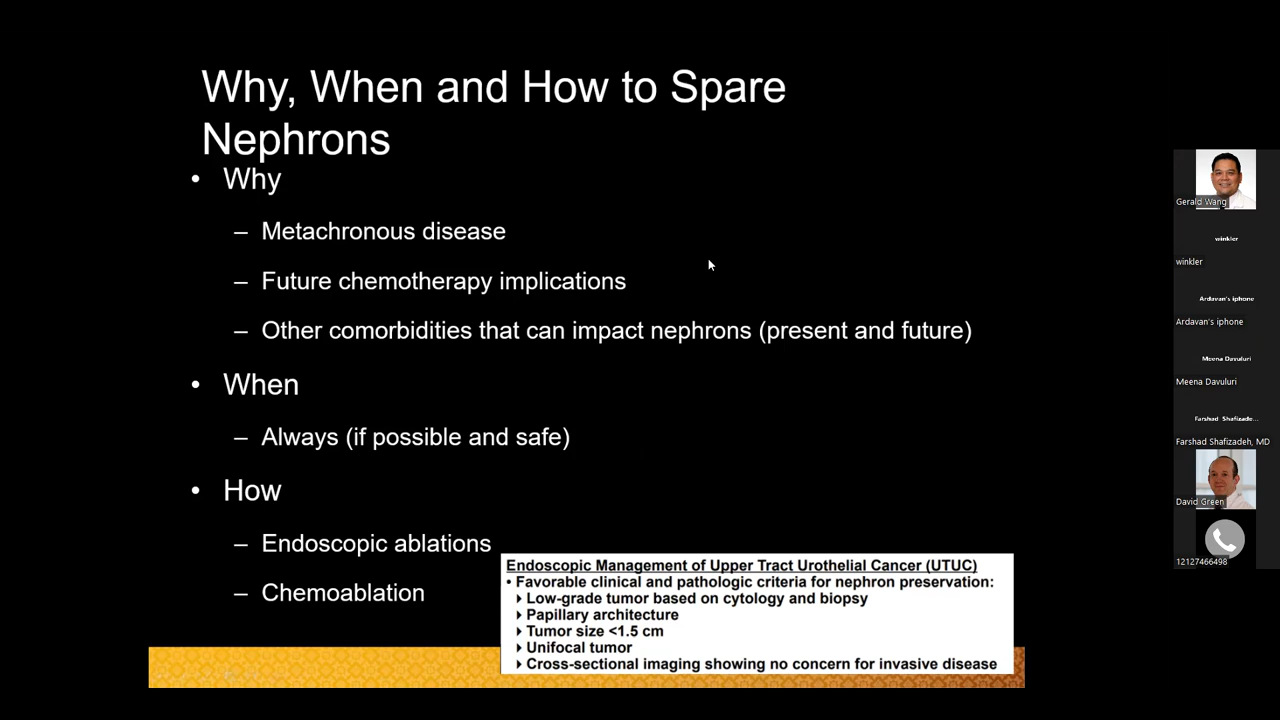 Why, When and How to Spare
Nephrons
• Why
– Metachronous disease
– Future chemotherapy implications
– Other comorbidities that can impact nephrons (present and future)
• When
– Always (if possible and safe)
• How
– Endoscopic ablations
– Chemoablation
Endoscopic Management of Upper Tract Urothelial Cancer (UTUC)
• Favorable clinical and pathologic criteria for nephron preservation:
Low-grade tumor based on cytology and biopsy
Papillary architecture
Tumor size <1.5 cm
Unifocal tumor
Cross-sectional imaging showing no concern for invasive disease
Gerald Wang
winkler
winkler
Ardavan's iphone
Ardavan's iphone
Meena Davuluri
Meena Davuluri
Farshad Shafizade...
Farshad Shafizadeh, MD
David Green
12127466498